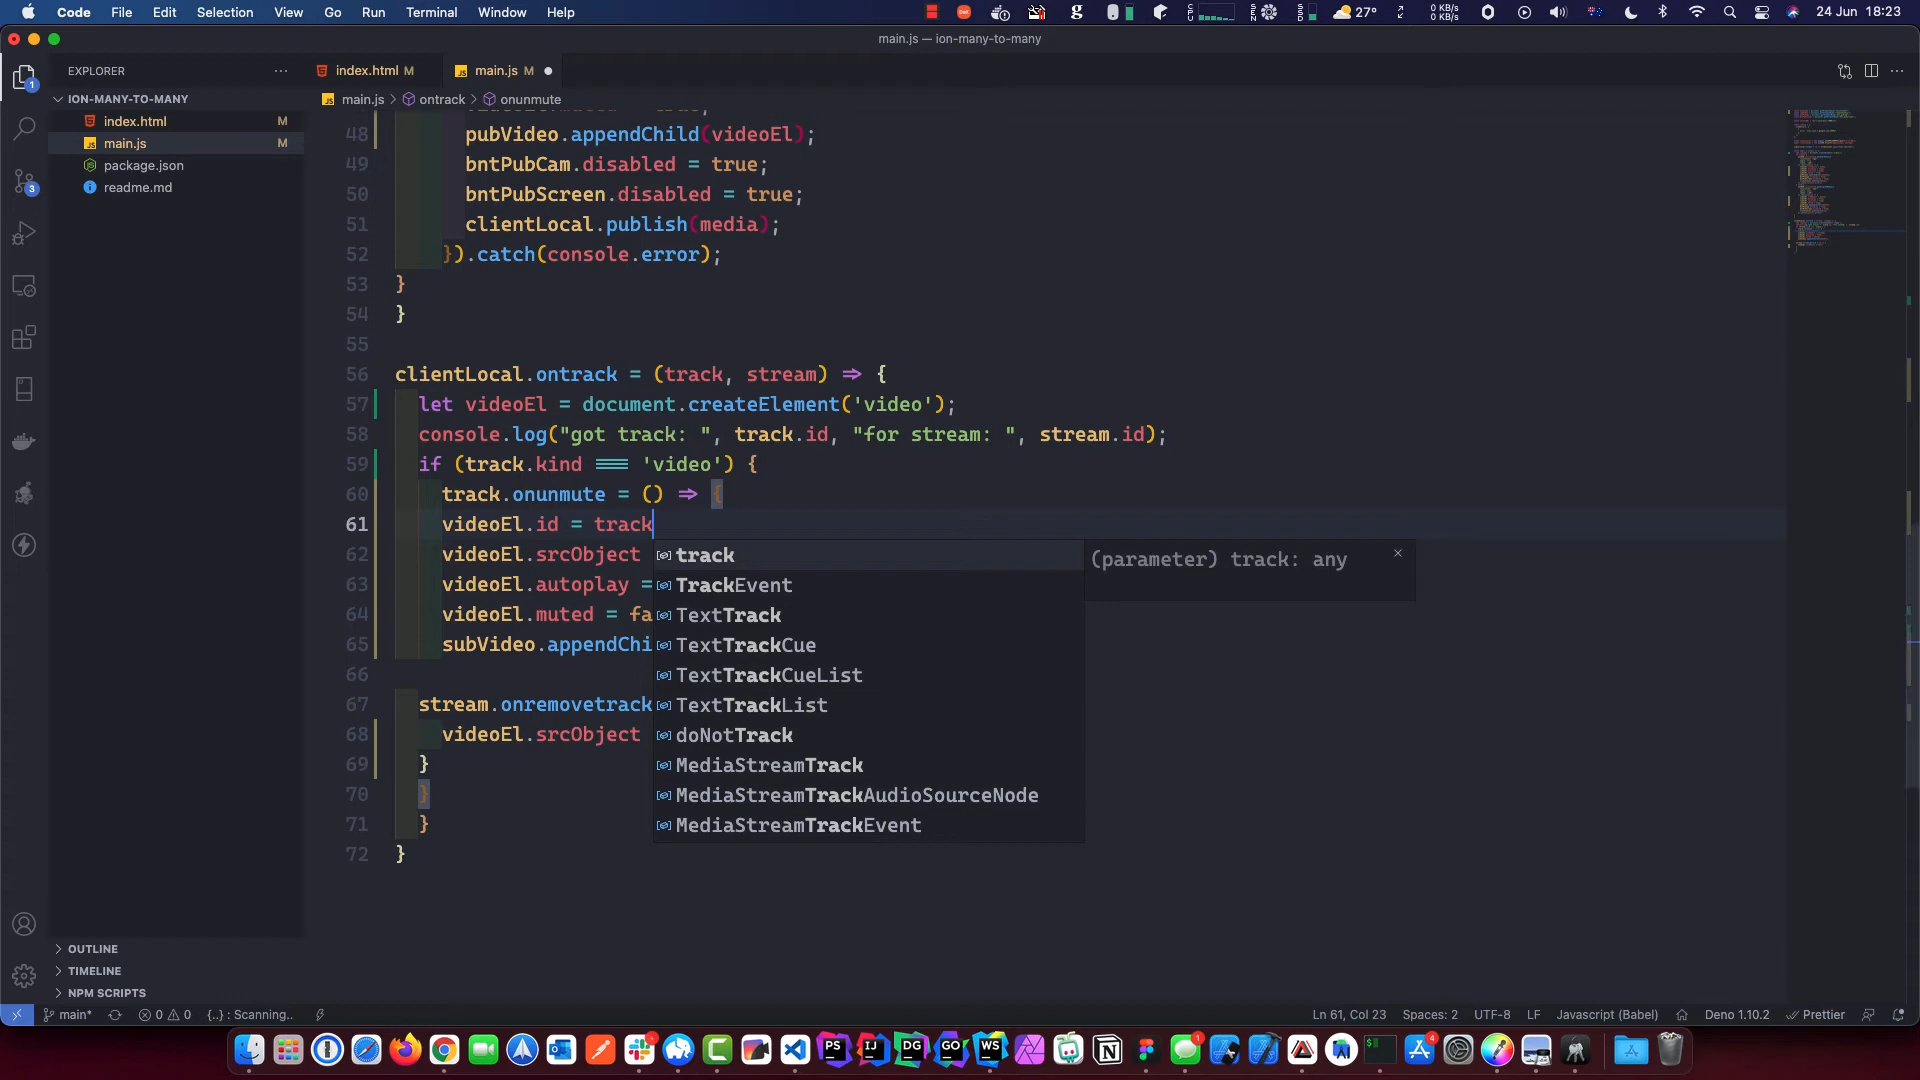 Code File Edit Selection View Go Run Terminal Window Help 27° 0 KB/s 0 KB/s 24 Jun 18:23
main.js — ion-many-to-many
EXPLORER
index.html M
main.js M
ION-MANY-TO-MANY
main.js > ontrack > onunmute
index.html M
main.js M
package.json
readme.md
48 pubVideo.appendChild(videoEl);
49 bntPubCam.disabled = true;
50 bntPubScreen.disabled = true;
51 clientLocal.publish(media);
52 }).catch(console.error);
53 }
54 }
55
56 clientLocal.ontrack = (track, stream) => {
57 let videoEl = document.createElement('video');
58 console.log("got track: ", track.id, "for stream: ", stream.id);
59 if (track.kind === 'video') {
60 track.onunmute = () => {
61 videoEl.id = track
62 videoEl.srcObject
63 videoEl.autoplay =
64 videoEl.muted = fa
65 subVideo.appendChi
66
67 stream.onremovetrack
68 videoEl.srcObject
69 }
70 }
71 }
72 }
track
TrackEvent
TextTrack
TextTrackCue
TextTrackCueList
TextTrackList
doNotTrack
MediaStreamTrack
MediaStreamTrackAudioSourceNode
MediaStreamTrackEvent
(parameter) track: any
OUTLINE
TIMELINE
NPM SCRIPTS
main* 0 0 {..} : Scanning.. Ln 61, Col 23 Spaces: 2 UTF-8 LF Javascript (Babel) Deno 1.10.2 Prettier